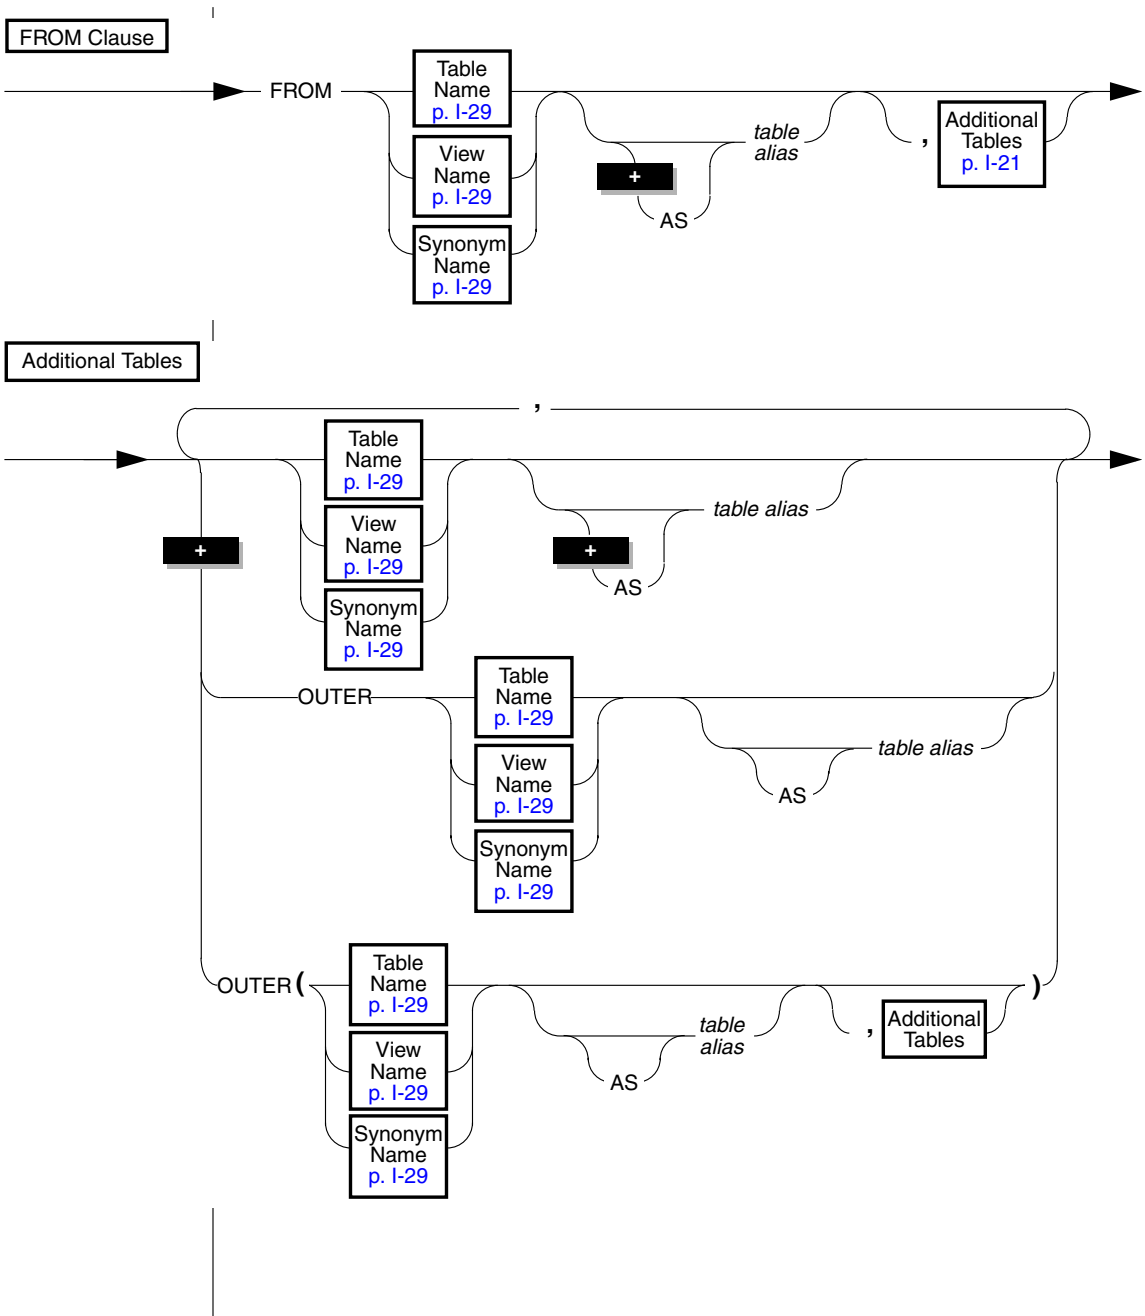 FROM Clause
FROM
Table
Name
p. I-29
View
Name
p. I-29
Synonym
Name
p. I-29
+
AS
table
alias
,
Additional
Tables
p. I-21
Additional Tables
,
+
Table
Name
p. I-29
View
Name
p. I-29
Synonym
Name
p. I-29
+
AS
table alias
OUTER
Table
Name
p. I-29
View
Name
p. I-29
Synonym
Name
p. I-29
AS
table alias
OUTER (
Table
Name
p. I-29
View
Name
p. I-29
Synonym
Name
p. I-29
AS
table
alias
,
Additional
Tables
)